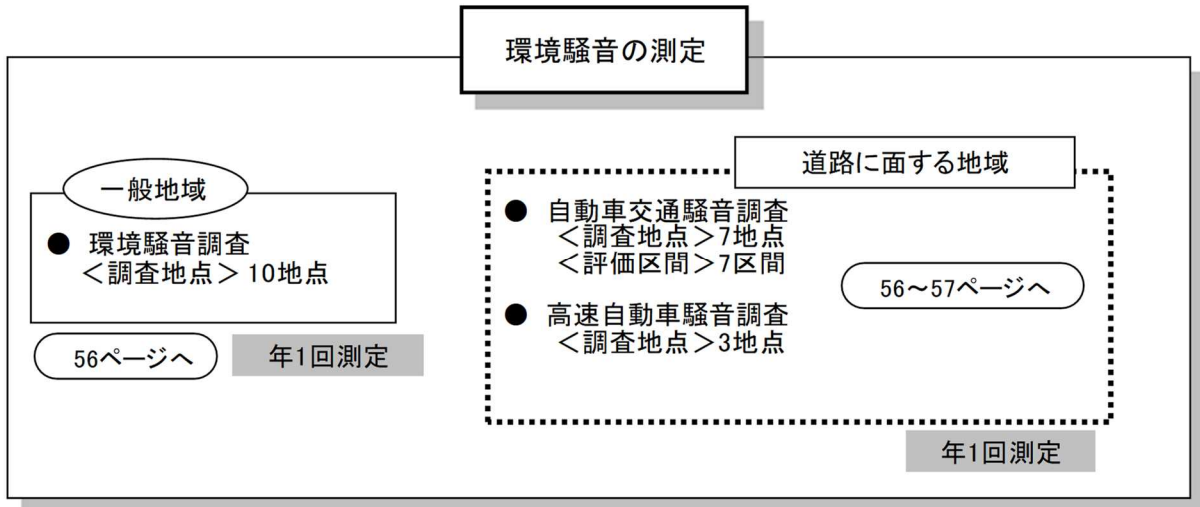 環境騒音の測定
一般地域
● 環境騒音調査
＜調査地点＞10地点
56ページへ
年1回測定
道路に面する地域
● 自動車交通騒音調査
＜調査地点＞7地点
＜評価区間＞7区間
● 高速自動車騒音調査
＜調査地点＞3地点
56～57ページへ
年1回測定